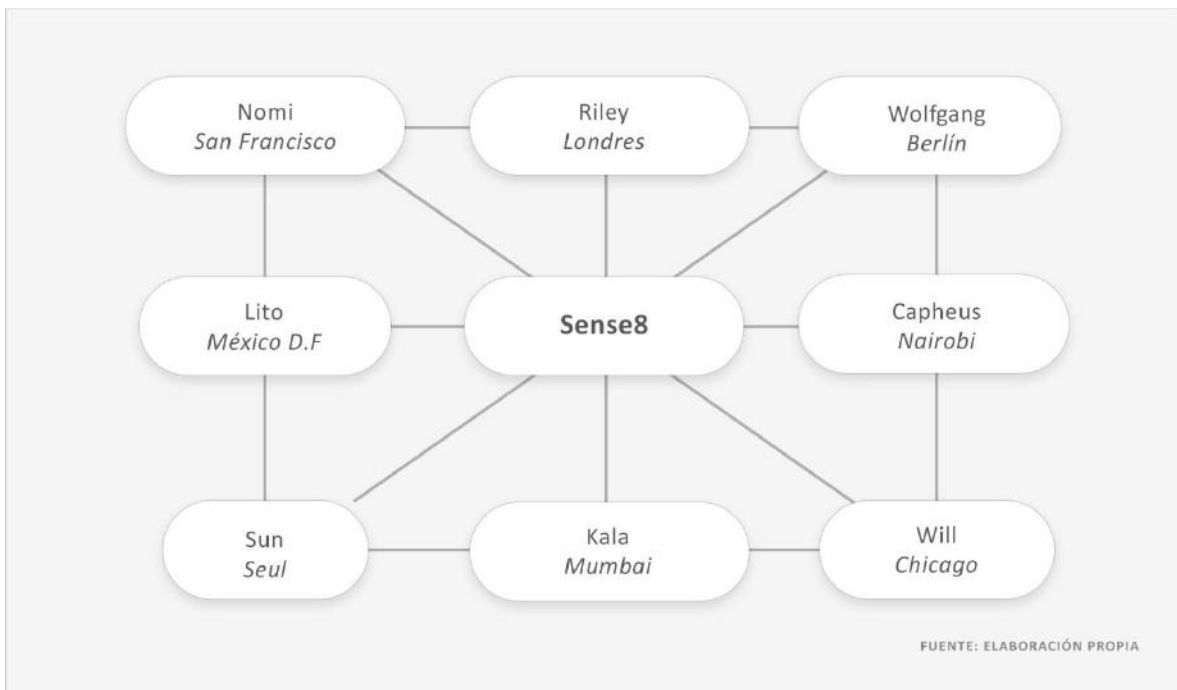 Nomi
San Francisco
Riley
Londres
Wolfgang
Berlín
Lito
México D.F
Sense8
Capheus
Nairobi
Sun
Seul
Kala
Mumbai
Will
Chicago
FUENTE: ELABORACIÓN PROPIA